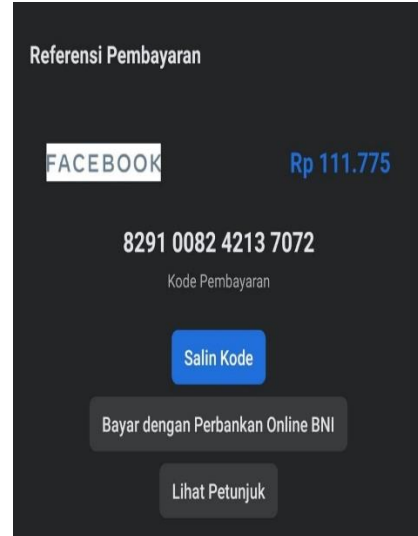 Referensi Pembayaran
FACEBOOK Rp 111.775
8291 0082 4213 7072
Kode Pembayaran
Salin Kode
Bayar dengan Perbankan Online BNI
Lihat Petunjuk